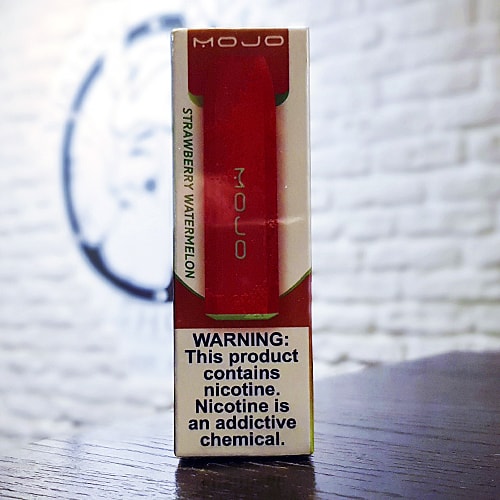 MOJO
STRAWBERRY WATERMELON
MOJO
WARNING:
This product
contains
nicotine.
Nicotine is
an addictive
chemical.